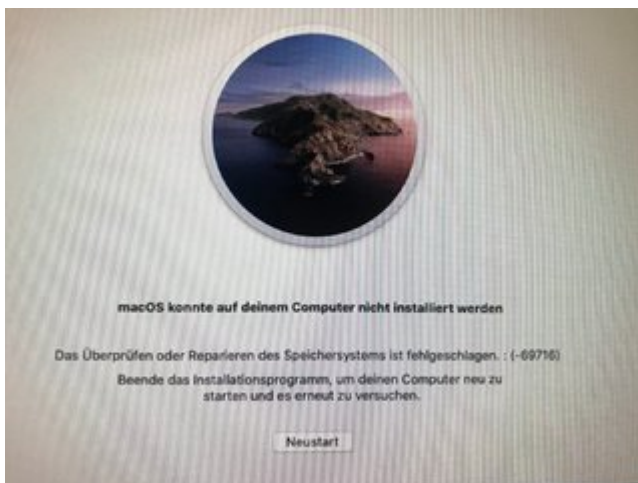 macOS konnte auf deinem Computer nicht installiert werden
Das Überprüfen oder Reparieren des Speichersystems ist fehlgeschlagen. : (-69716)
Beende das Installationsprogramm, um deinen Computer neu zu
starten und es erneut zu versuchen.
Neustart